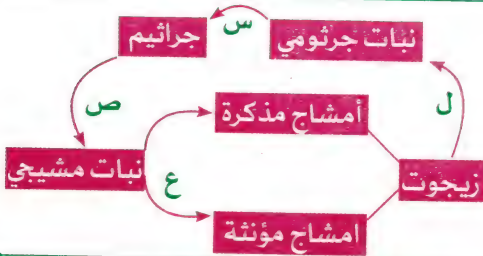 نبات جرثومي
س
جراثيم
ص
ل
أمشاج مذكرة
نبات مشيجي
ع
زيجوت
امشاج مؤنثة